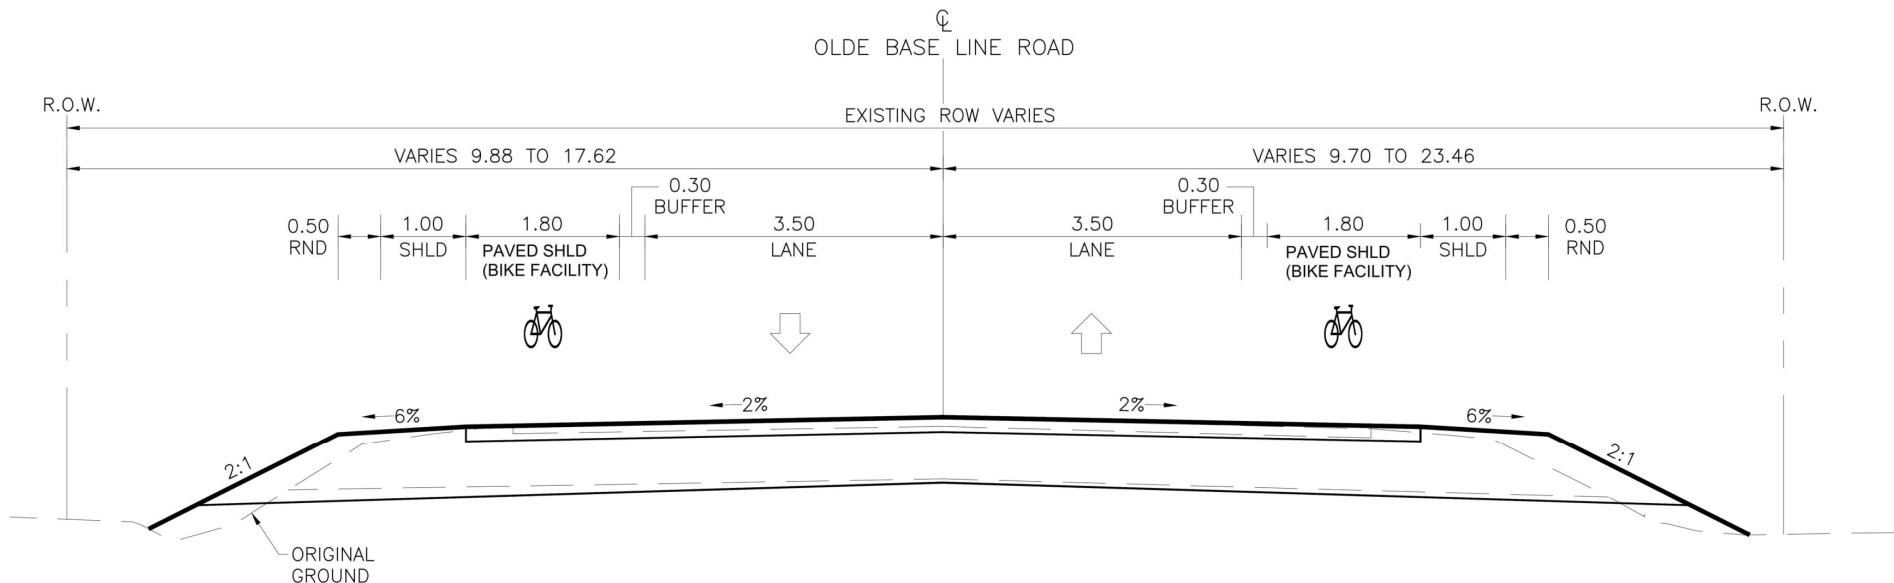 ℄
OLDE BASE LINE ROAD
R.O.W.
R.O.W.
EXISTING ROW VARIES
VARIES 9.88 TO 17.62
VARIES 9.70 TO 23.46
0.30
BUFFER
0.30
BUFFER
0.50
RND
1.00
SHLD
1.80
PAVED SHLD
(BIKE FACILITY)
3.50
LANE
3.50
LANE
1.80
PAVED SHLD
(BIKE FACILITY)
1.00
SHLD
0.50
RND
6%
2%
2%
6%
2:1
2:1
ORIGINAL
GROUND